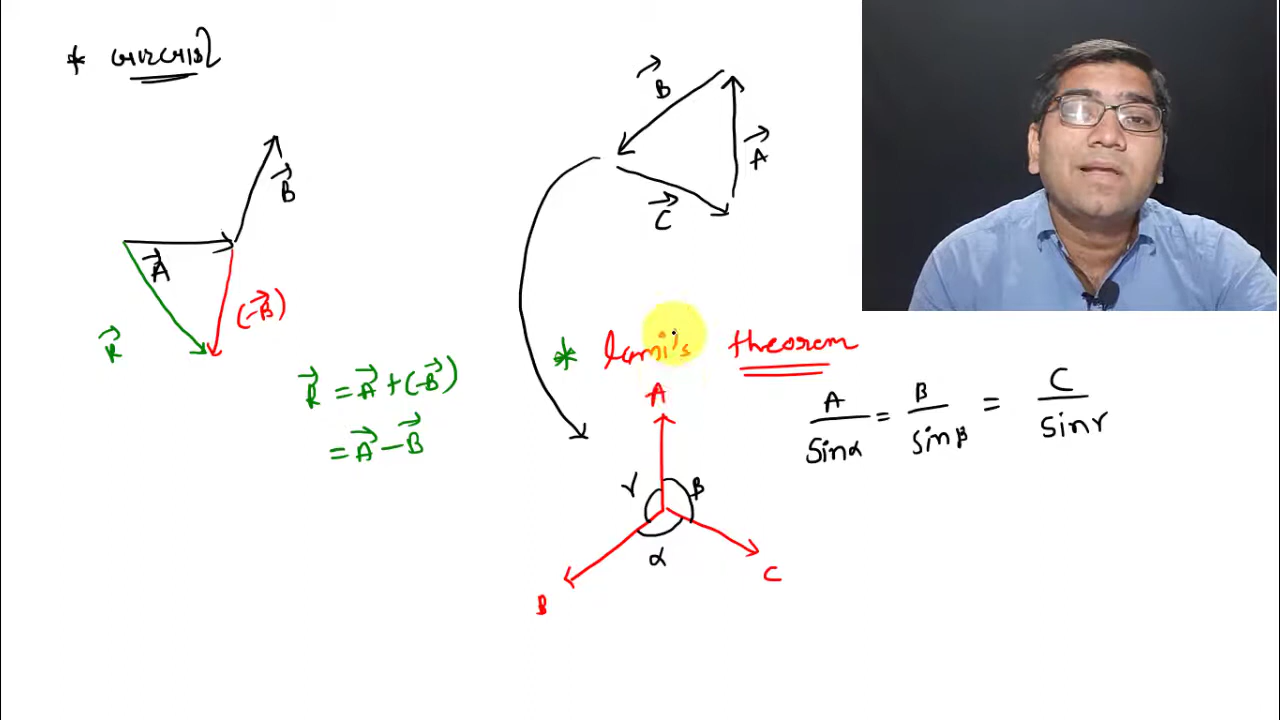 * બાદબાકી
B⃗
A⃗
(-B⃗)
R⃗
R⃗ = A⃗ + (-B⃗)
= A⃗ - B⃗
B⃗
A⃗
C⃗
* lami's theorem
A
γ β
α
B
C
A/sinα = B/sinβ = C/sinγ